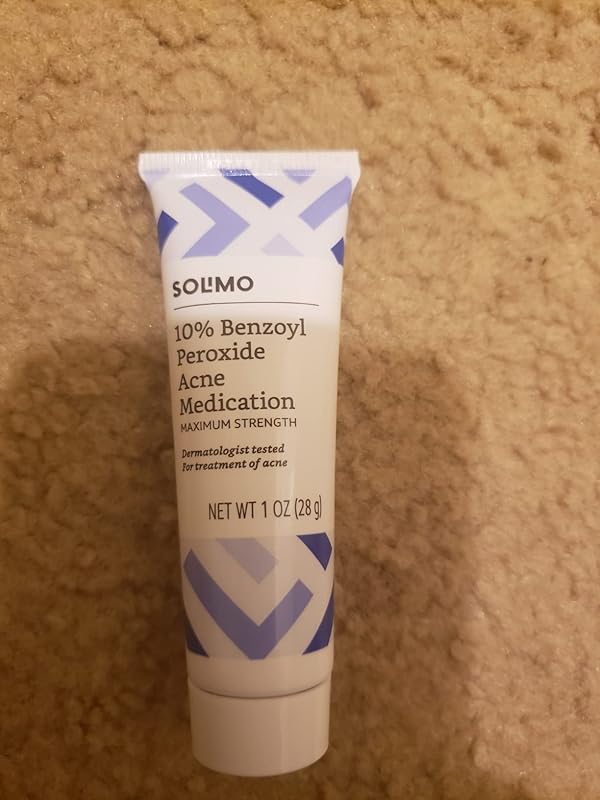 SOLIMO
10% Benzoyl
Peroxide
Acne
Medication
MAXIMUM STRENGTH
Dermatologist tested
For treatment of acne
NET WT 1 OZ (28 g)